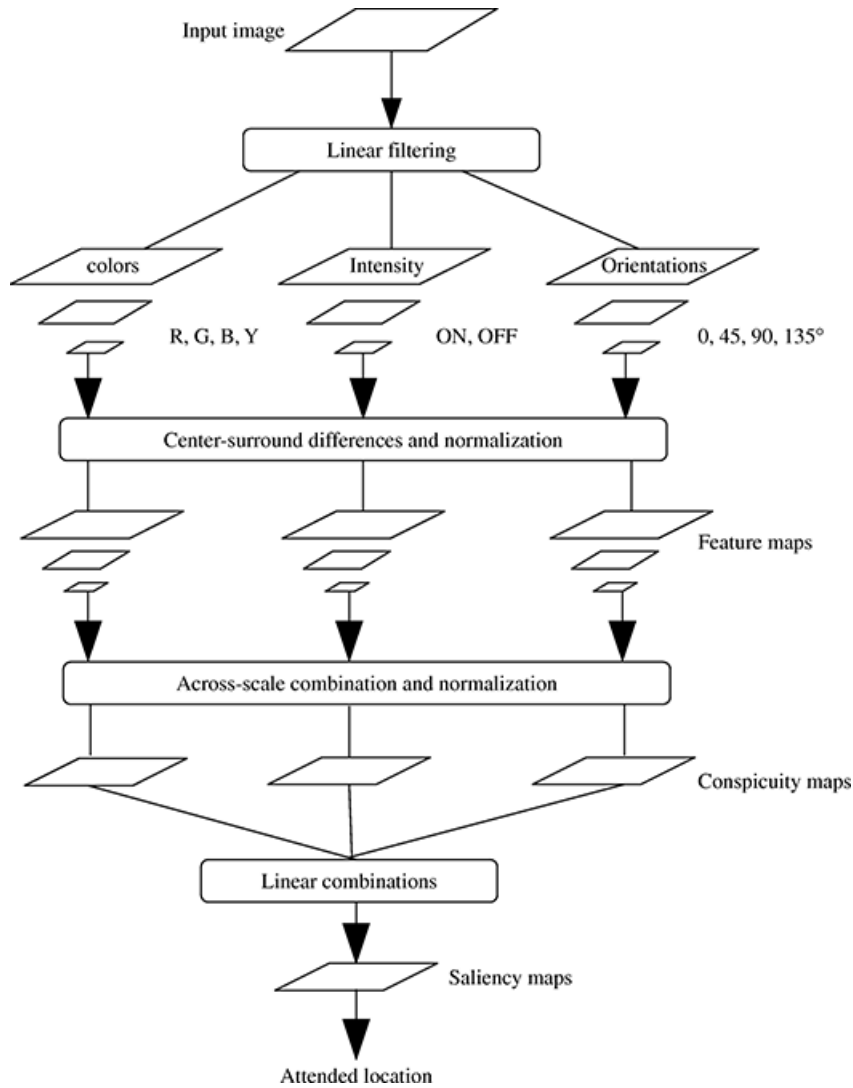 Input image
Linear filtering
colors
Intensity
Orientations
R, G, B, Y
ON, OFF
0, 45, 90, 135°
Center-surround differences and normalization
Feature maps
Across-scale combination and normalization
Conspicuity maps
Linear combinations
Saliency maps
Attended location